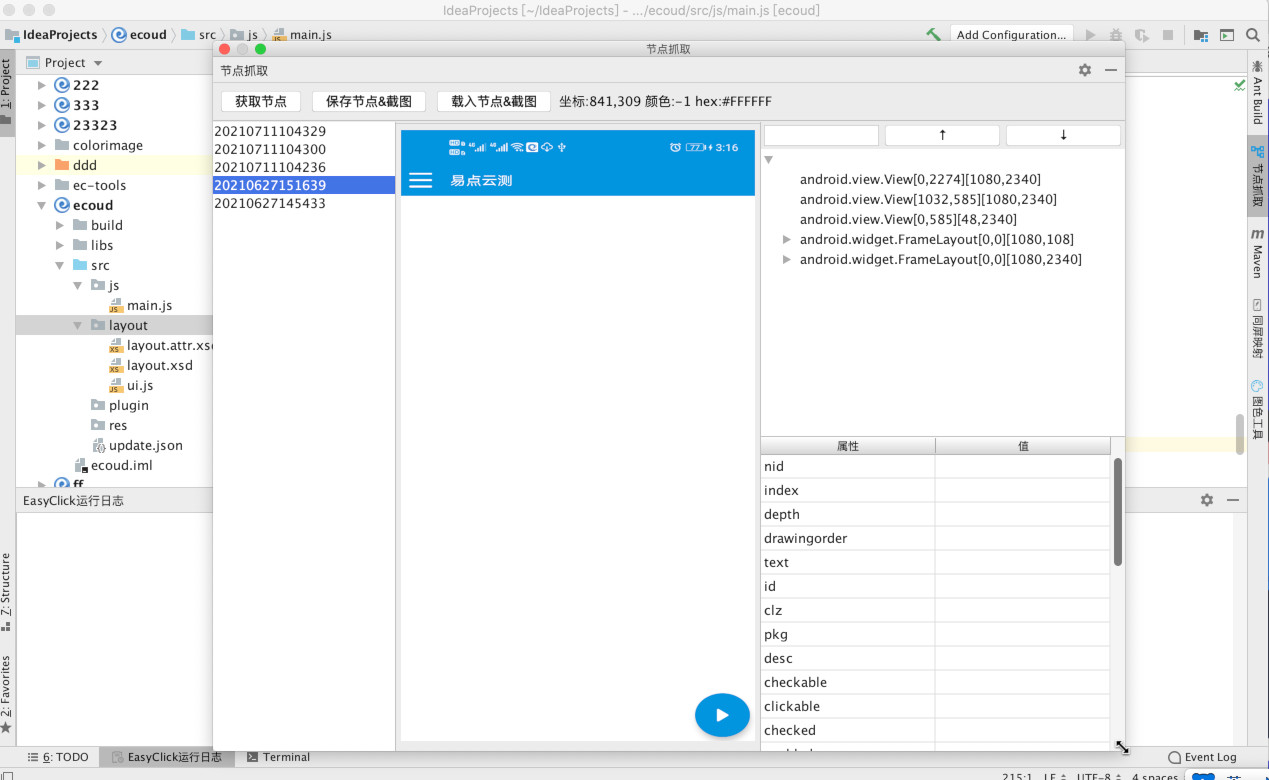 IdeaProjects [~/IdeaProjects] - .../ecoud/src/js/main.js [ecoud]
IdeaProjects ecoud src js main.js Add Configuration...
1: Project
Project
222
333
23323
colorimage
ddd
ec-tools
ecoud
build
libs
src
js
main.js
layout
layout.attr.xsd
layout.xsd
ui.js
plugin
res
update.json
ecoud.iml
ff
节点抓取
节点抓取
获取节点 保存节点&截图 载入节点&截图 坐标:841,309 颜色:-1 hex:#FFFFFF
20210711104329
20210711104300
20210711104236
20210627151639
20210627145433
77 3:16
易点云测
↑ ↓
android.view.View[0,2274][1080,2340]
android.view.View[1032,585][1080,2340]
android.view.View[0,585][48,2340]
android.widget.FrameLayout[0,0][1080,108]
android.widget.FrameLayout[0,0][1080,2340]
属性 值
nid
index
depth
drawingorder
text
id
clz
pkg
desc
checkable
clickable
checked
Ant Build
节点抓取
m
Maven
同屏映射
图色工具
EasyClick运行日志
7: Structure
2: Favorites
6: TODO EasyClick运行日志 Terminal Event Log
215:1 LF UTF-8 4 spaces